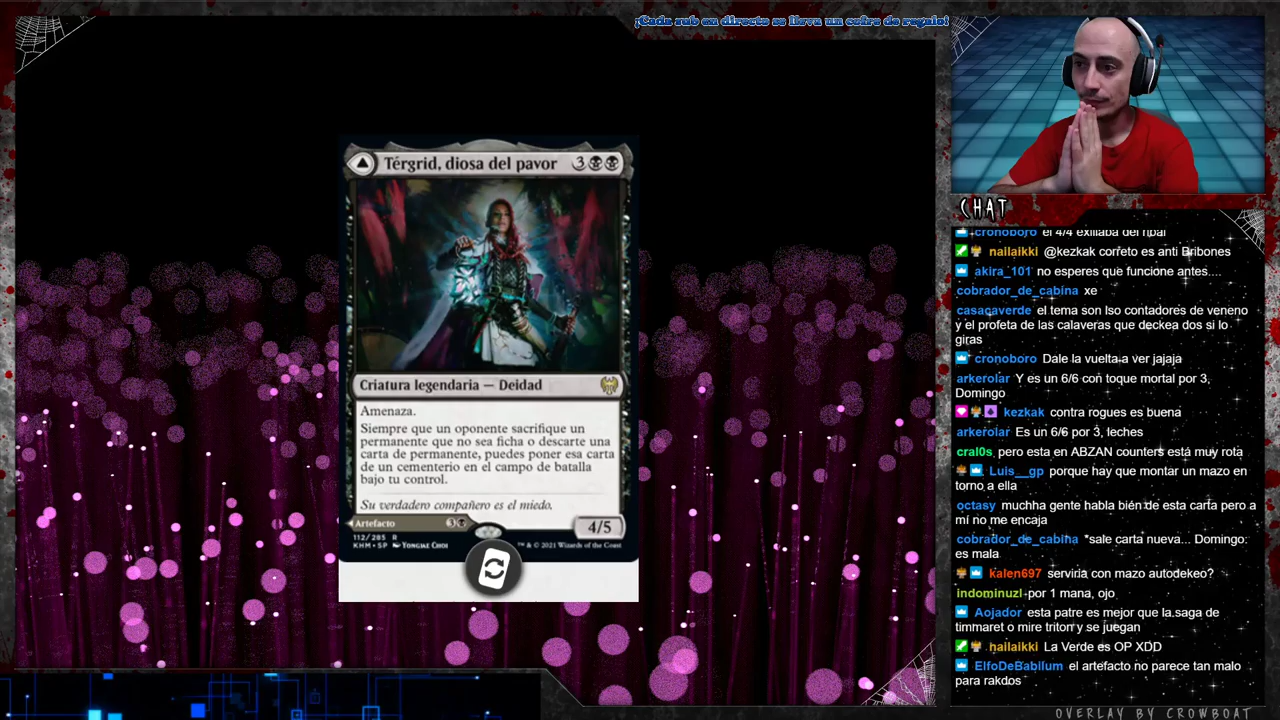 ¡Cada sub en directo se lleva un cofre de regalo!
Térgrid, diosa del pavor 3
Criatura legendaria — Deidad
Amenaza.
Siempre que un oponente sacrifique un
permanente que no sea ficha o descarte una
carta de permanente, puedes poner esa carta
de un cementerio en el campo de batalla
bajo tu control.
Su verdadero compañero es el miedo.
Artefacto 3
4/5
112/285 R
KHM • SP YONGJAE CHOI
™ & © 2021 Wizards of the Coast
CHAT
cronoboro el 4/4 exiliaba del rival
nailaikki @kezkak correto es anti Bribones
akira_101 no esperes que funcione antes....
cobrador_de_cabina xe
casacaverde el tema son lso contadores de veneno
y el profeta de las calaveras que deckea dos si lo
giras
cronoboro Dale la vuelta a ver jajaja
arkerolar Y es un 6/6 con toque mortal por 3,
Domingo
kezkak contra rogues es buena
arkerolar Es un 6/6 por 3, leches
cral0s pero esta en ABZAN counters está muy rota
Luis__gp porque hay que montar un mazo en
torno a ella
octasy muchha gente habla bién de esta carta pero a
mí no me encaja
cobrador_de_cabina *sale carta nueva... Domingo:
es mala
kalen697 serviria con mazo autodekeo?
indominuzl por 1 mana, ojo
Aojador esta patre es mejor que la saga de
timmaret o mire triton y se juegan
nailaikki La Verde es OP XDD
ElfoDeBabilum el artefacto no parece tan malo
para rakdos
OVERLAY BY CROWBOAT